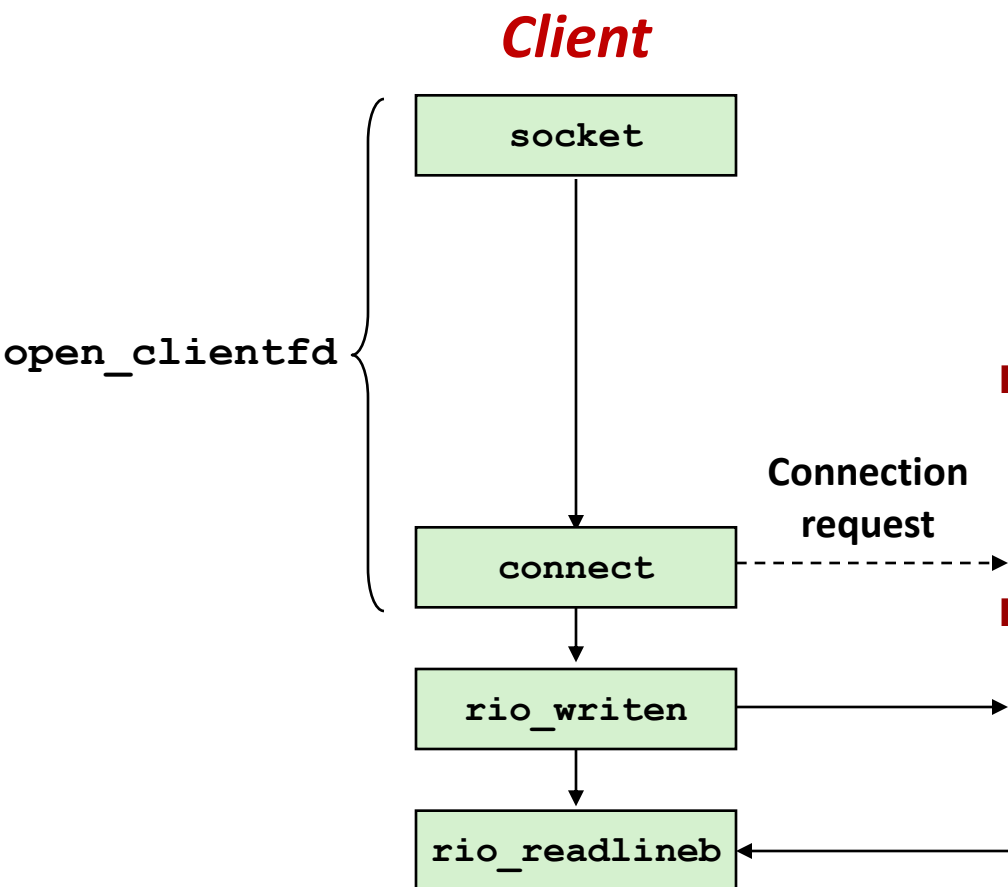 Client
socket
open_clientfd
Connection
request
connect
rio_writen
rio_readlineb